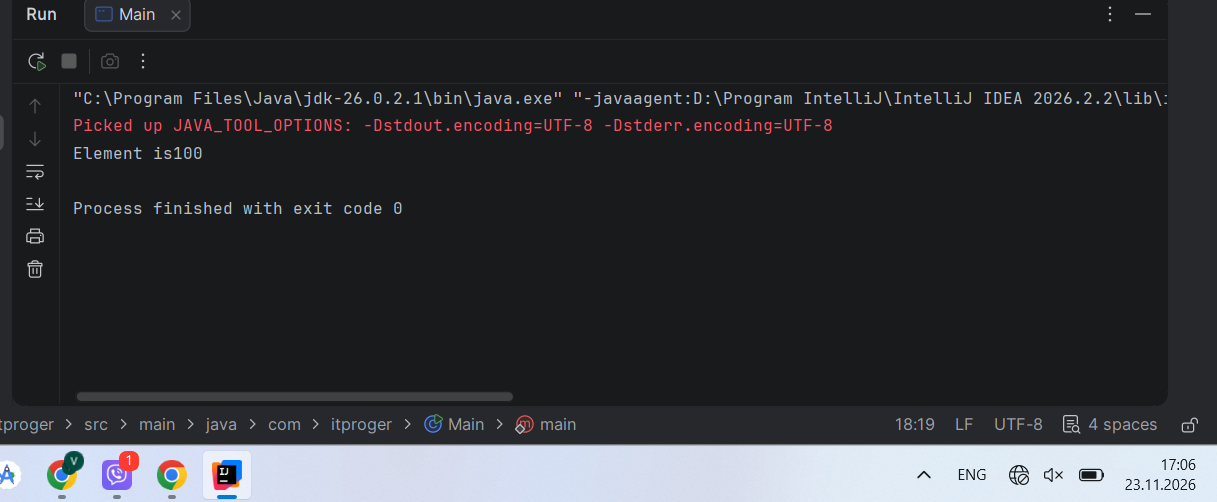 Run Main
"C:\Program Files\Java\jdk-26.0.2.1\bin\java.exe" "-javaagent:D:\Program IntelliJ\IntelliJ IDEA 2026.2.2\lib\
Picked up JAVA_TOOL_OPTIONS: -Dstdout.encoding=UTF-8 -Dstderr.encoding=UTF-8
Element is100
Process finished with exit code 0
tproger > src > main > java > com > itproger > Main > main 18:19 LF UTF-8 4 spaces
V 1 IJ ENG 17:06
23.11.2026